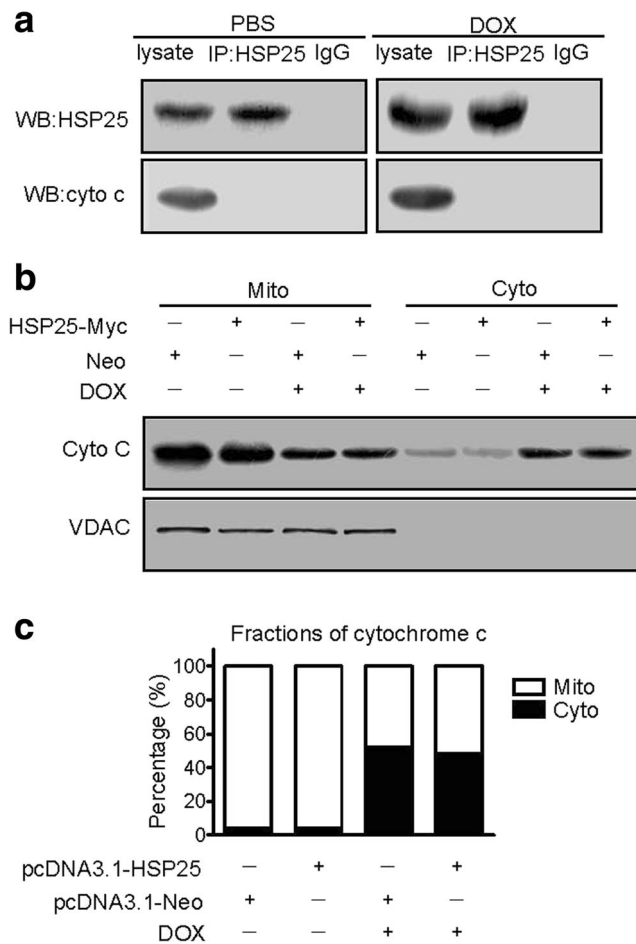 a
PBS DOX
lysate IP:HSP25 IgG lysate IP:HSP25 IgG
WB:HSP25
WB:cyto c
b
Mito Cyto
HSP25-Myc — + — + — + — +
Neo + — + — + — + —
DOX — — + + — — + +
Cyto C
VDAC
c
Fractions of cytochrome c
Percentage (%)
100
80
60
40
20
0
Mito
Cyto
pcDNA3.1-HSP25 — + — +
pcDNA3.1-Neo + — + —
DOX — — + +